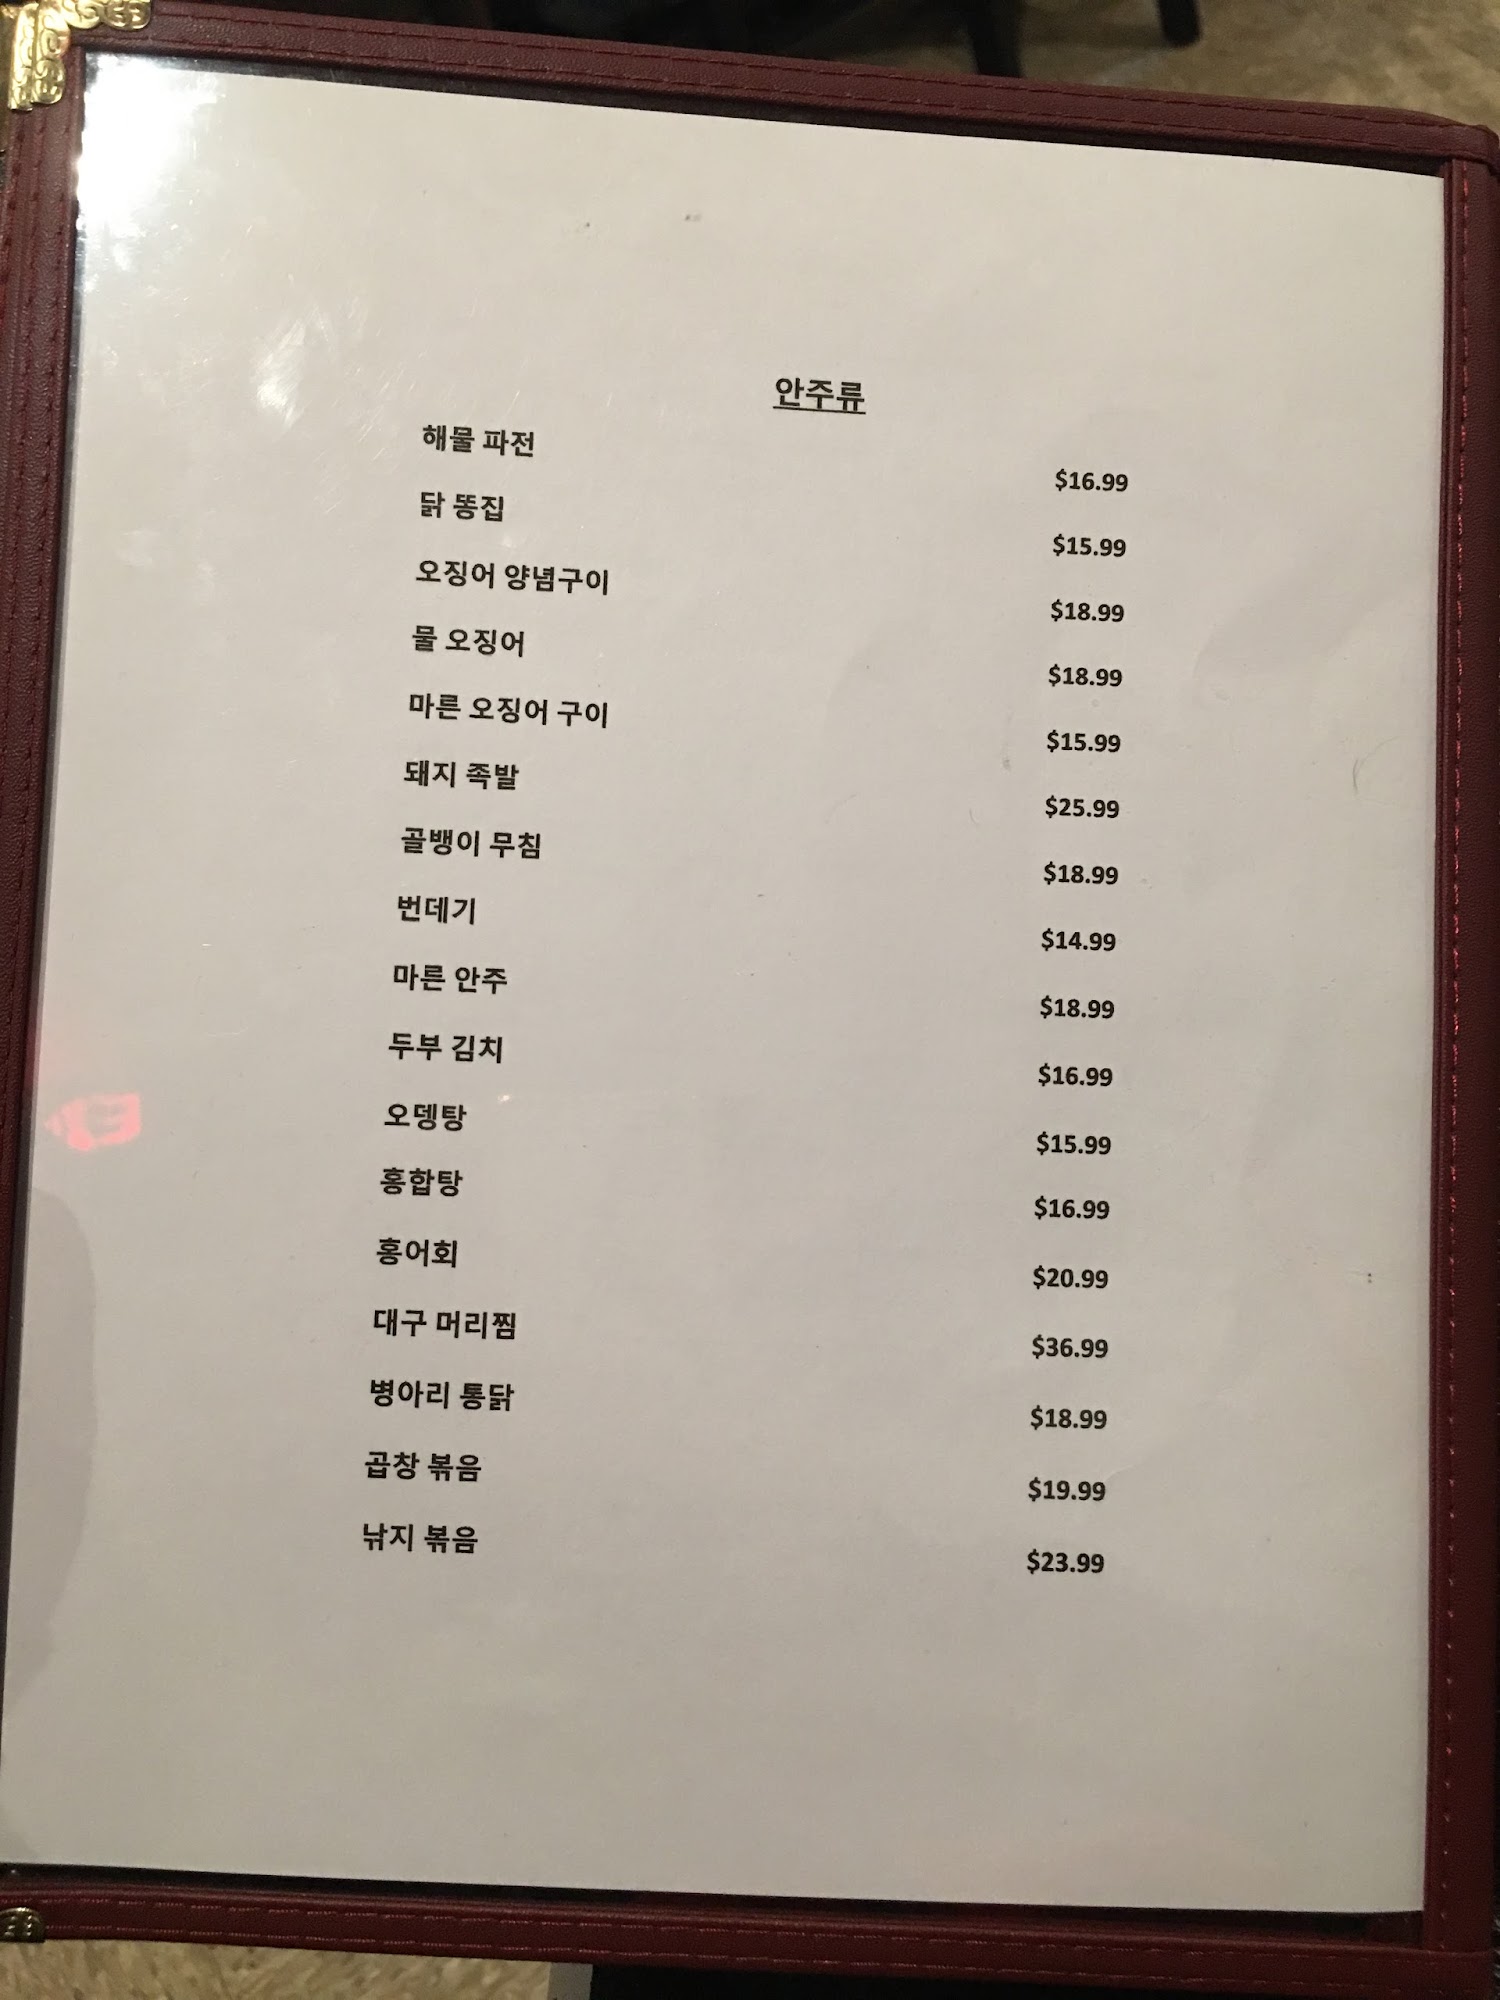 안주류
해물 파전 $16.99
닭 똥집 $15.99
오징어 양념구이 $18.99
물 오징어 $18.99
마른 오징어 구이 $15.99
돼지 족발 $25.99
골뱅이 무침 $18.99
번데기 $14.99
마른 안주 $18.99
두부 김치 $16.99
오뎅탕 $15.99
홍합탕 $16.99
홍어회 $20.99
대구 머리찜 $36.99
병아리 통닭 $18.99
곱창 볶음 $19.99
낚지 볶음 $23.99